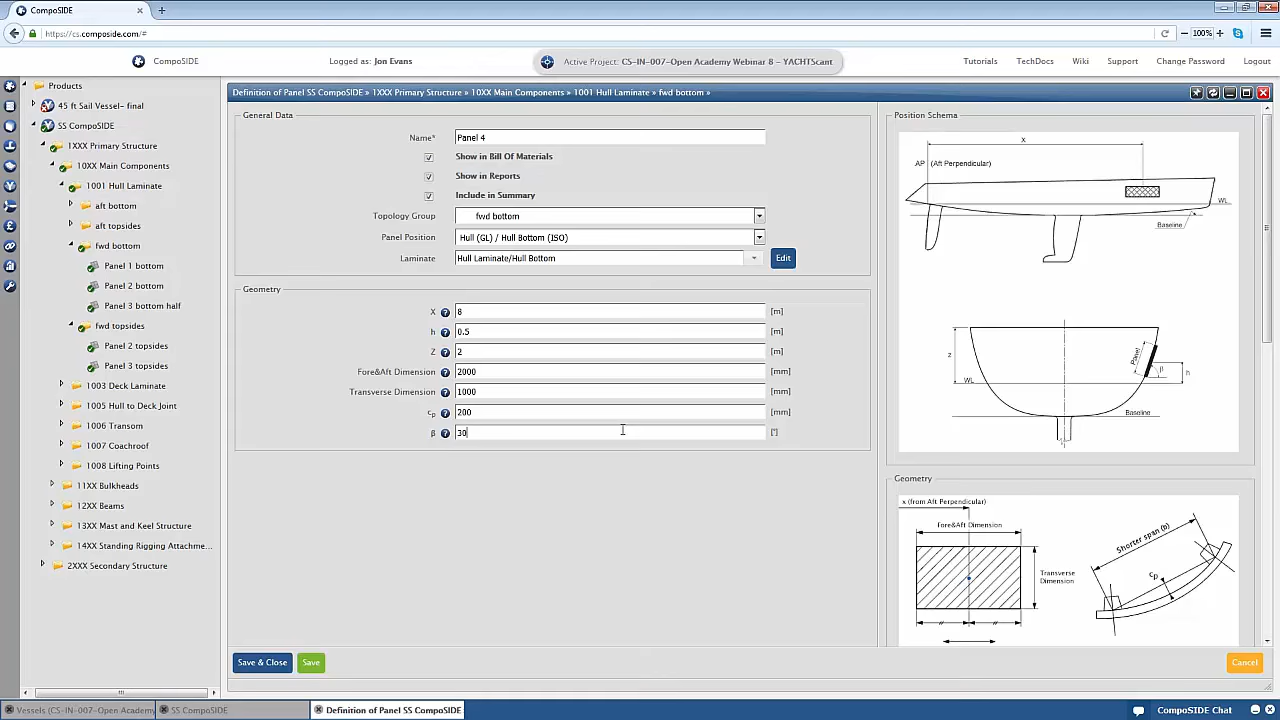 CompoSIDE
https://cs.composide.com/#
100%
CompoSIDE
Logged as: Jon Evans
Active Project: CS-IN-007-Open Academy Webinar 8 - YACHTScant
Tutorials
TechDocs
Wiki
Support
Change Password
Logout
Products
45 ft Sail Vessel- final
SS CompoSIDE
1XXX Primary Structure
10XX Main Components
1001 Hull Laminate
aft bottom
aft topsides
fwd bottom
Panel 1 bottom
Panel 2 bottom
Panel 3 bottom half
fwd topsides
Panel 2 topsides
Panel 3 topsides
1003 Deck Laminate
1005 Hull to Deck Joint
1006 Transom
1007 Coachroof
1008 Lifting Points
11XX Bulkheads
12XX Beams
13XX Mast and Keel Structure
14XX Standing Rigging Attachme...
2XXX Secondary Structure
Definition of Panel SS CompoSIDE » 1XXX Primary Structure » 10XX Main Components » 1001 Hull Laminate » fwd bottom »
General Data
Name* Panel 4
Show in Bill Of Materials
Show in Reports
Include in Summary
Topology Group fwd bottom
Panel Position Hull (GL) / Hull Bottom (ISO)
Laminate Hull Laminate/Hull Bottom Edit
Geometry
X 8 [m]
h 0.5 [m]
Z 2 [m]
Fore&Aft Dimension 2000 [mm]
Transverse Dimension 1000 [mm]
cp 200 [mm]
β 30 [°]
Save & Close
Save
Cancel
Position Schema
X
AP (Aft Perpendicular)
WL
Baseline
z
Panel
β
h
WL
Baseline
Geometry
x (from Aft Perpendicular)
Fore&Aft Dimension
Transverse
Dimension
Shorter span (b)
cp
Vessels (CS-IN-007-Open Academy
SS CompoSIDE
Definition of Panel SS CompoSIDE
CompoSIDE Chat